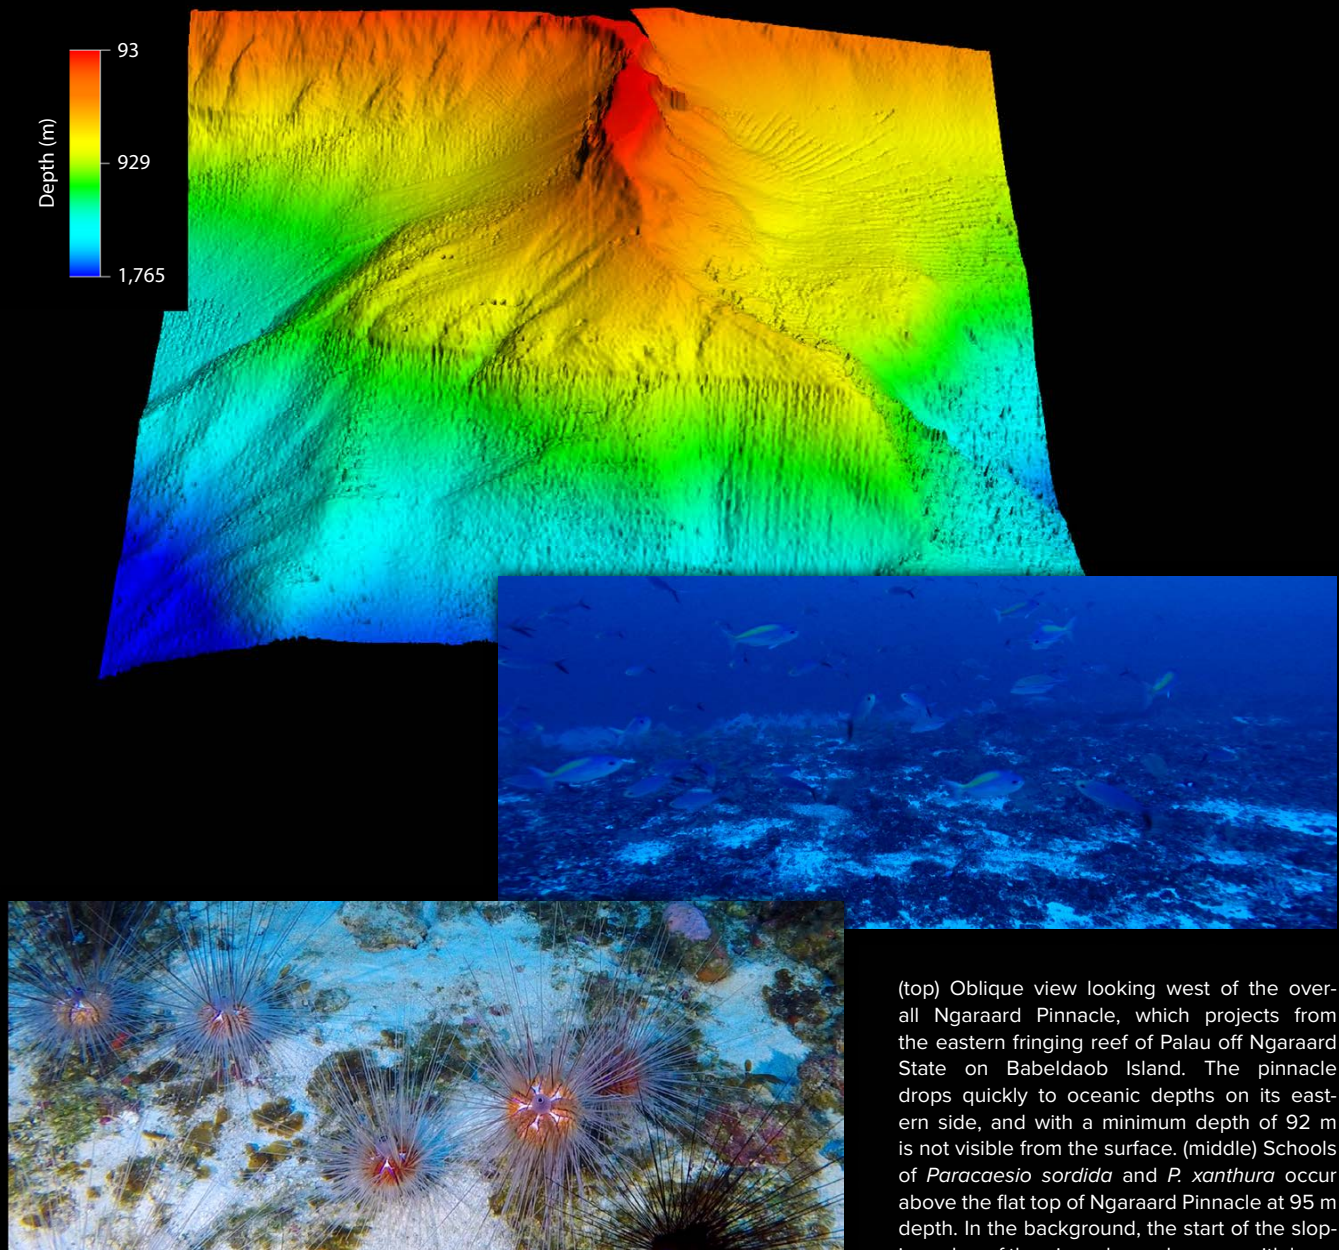 93
929
1,765
Depth (m)
(top) Oblique view looking west of the over-
all Ngaraard Pinnacle, which projects from
the eastern fringing reef of Palau off Ngaraard
State on Babeldaob Island. The pinnacle
drops quickly to oceanic depths on its east-
ern side, and with a minimum depth of 92 m
is not visible from the surface. (middle) Schools
of Paracaesio sordida and P. xanthura occur
above the flat top of Ngaraard Pinnacle at 95 m
depth. In the background, the start of the slop-